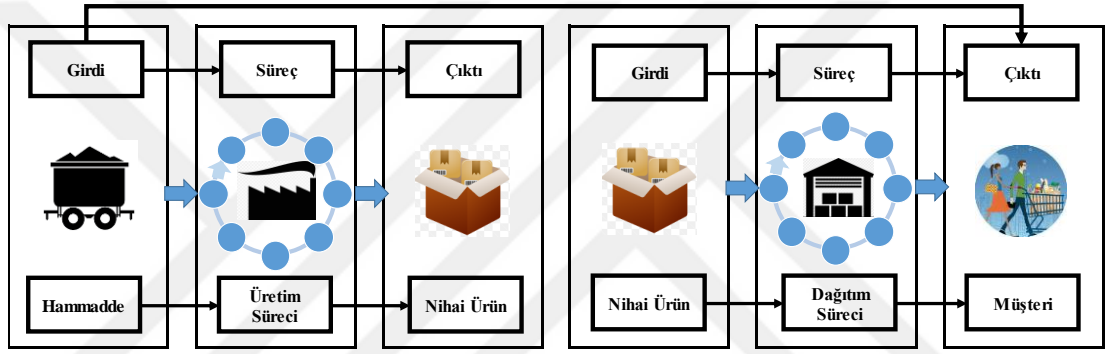 Girdi
Süreç
Çıktı
Girdi
Süreç
Çıktı
Hammadde
Üretim
Süreci
Nihai Ürün
Nihai Ürün
Dağıtım
Süreci
Müşteri